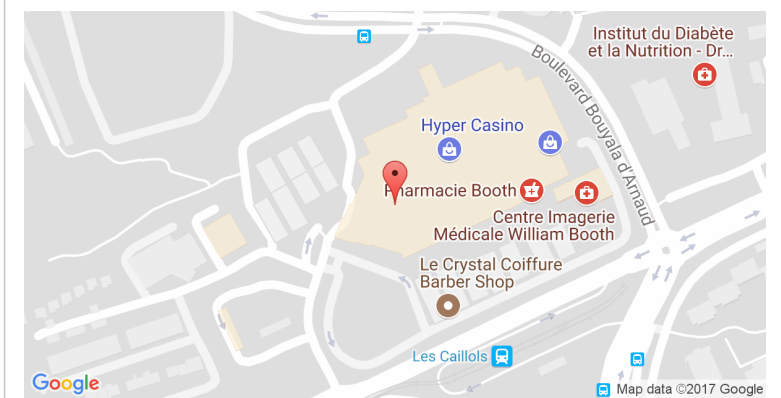 Institut du Diabète
et la Nutrition - Dr...
Boulevard Bouyala d'Arnaud
Hyper Casino
Pharmacie Booth
Centre Imagerie
Médicale William Booth
Le Crystal Coiffure
Barber Shop
Les Caillols
Google
Map data ©2017 Google